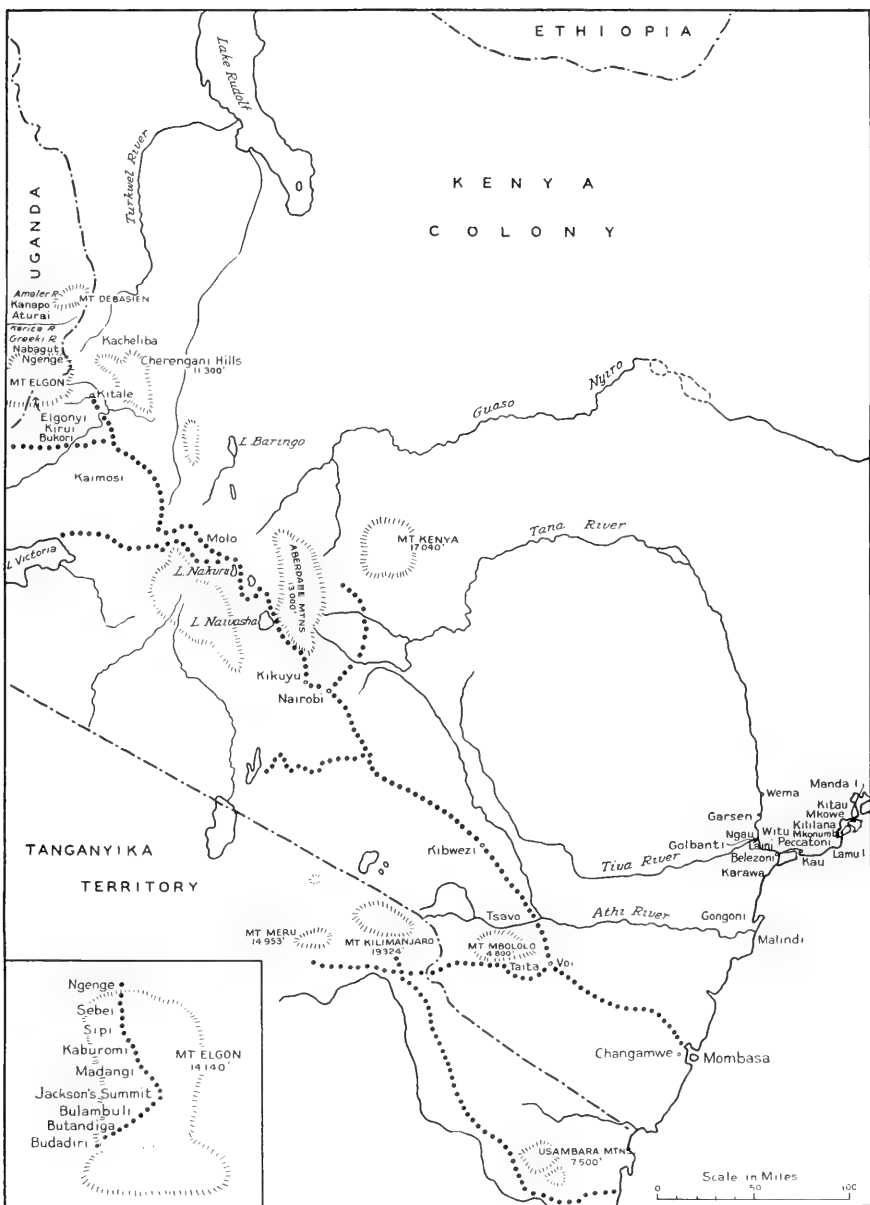 ETHIOPIA
Lake Rudolf
Turkwel River
KENYA
COLONY
UGANDA
Amaler R
Kanapo
Aturai
MT DEBASIEN
Kerita R
Greeki R
Nabagut
Ngenge
Kacheliba
Cherengani Hills
11 300'
MT ELGON
Kitale
Elgonyi
Kirui
Bukori
Guaso
Nyiro
L. Baringo
Kaimosi
Molo
MT KENYA
17 040'
Tana River
L Victoria
L. Nakuru
ABERDARE MTNS
13 000'
L Naivasha
Kikuyu
Nairobi
Manda I
Wema
Kitau
Mkowe
Garsen
Kililana
Ngau
Witu
Mkonumbi
Golbanti
Laini
Peccatoni
Lamu I
Kibwezi
Tiva River
Belezoni
Kau
Karawa
TANGANYIKA
TERRITORY
Tsavo
Athi River
Gongoni
Malindi
MT MERU
14 953'
MT KILIMANJARO
19324'
MT MBOLOLO
4 800'
Taita
Voi
Changamwe
Mombasa
USAMBARA MTNS
7 500'
Ngenge
Sebei
Sipi
Kaburomi
MT ELGON
14 140'
Madangi
Jackson's Summit
Bulambuli
Butandiga
Budadiri
Scale in Miles
0 50 100